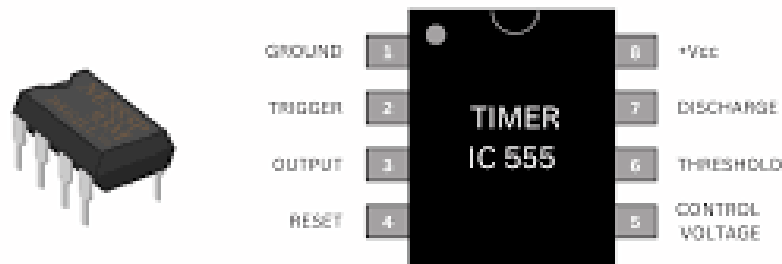 GROUND 1
TRIGGER 2
OUTPUT 3
RESET 4
TIMER
IC 555
8 +Vcc
7 DISCHARGE
6 THRESHOLD
5 CONTROL
VOLTAGE